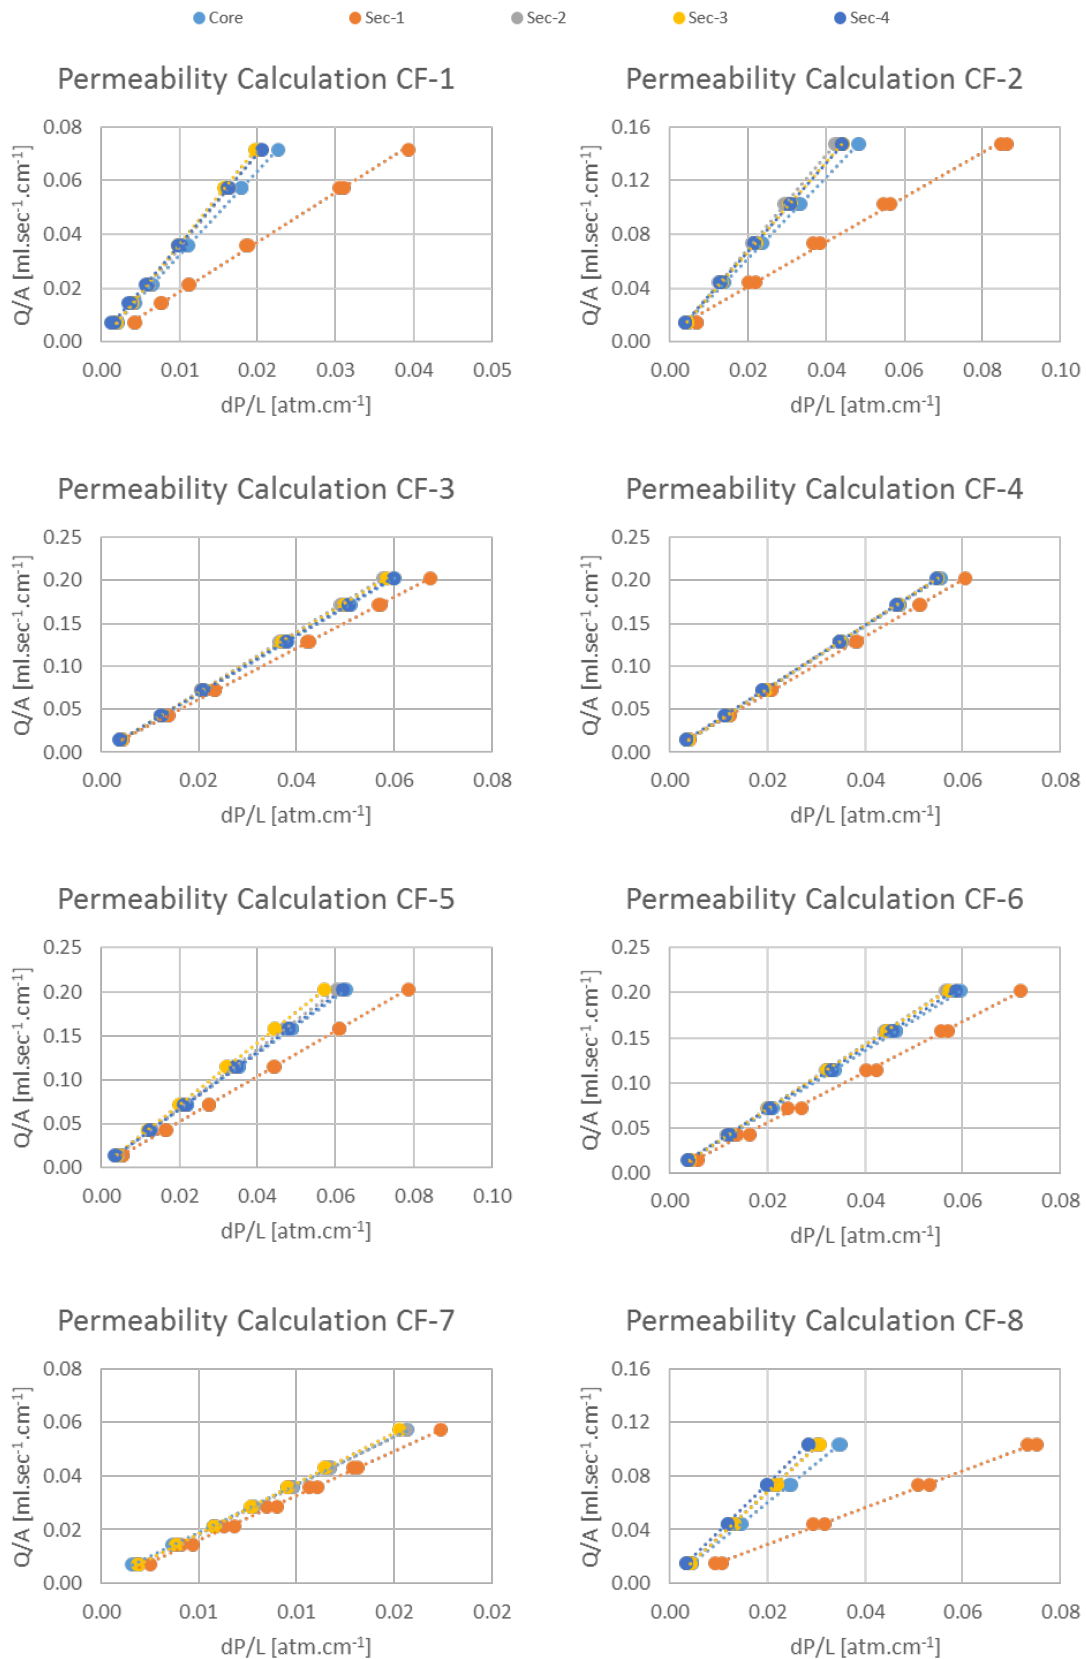 Core Sec-1 Sec-2 Sec-3 Sec-4
Permeability Calculation CF-1
Q/A [ml.sec⁻¹.cm⁻¹]
0.08
0.06
0.04
0.02
0.00
0.00 0.01 0.02 0.03 0.04 0.05
dP/L [atm.cm⁻¹]
Permeability Calculation CF-2
Q/A [ml.sec⁻¹.cm⁻¹]
0.16
0.12
0.08
0.04
0.00
0.00 0.02 0.04 0.06 0.08 0.10
dP/L [atm.cm⁻¹]
Permeability Calculation CF-3
Q/A [ml.sec⁻¹.cm⁻¹]
0.25
0.20
0.15
0.10
0.05
0.00
0.00 0.02 0.04 0.06 0.08
dP/L [atm.cm⁻¹]
Permeability Calculation CF-4
Q/A [ml.sec⁻¹.cm⁻¹]
0.25
0.20
0.15
0.10
0.05
0.00
0.00 0.02 0.04 0.06 0.08
dP/L [atm.cm⁻¹]
Permeability Calculation CF-5
Q/A [ml.sec⁻¹.cm⁻¹]
0.25
0.20
0.15
0.10
0.05
0.00
0.00 0.02 0.04 0.06 0.08 0.10
dP/L [atm.cm⁻¹]
Permeability Calculation CF-6
Q/A [ml.sec⁻¹.cm⁻¹]
0.25
0.20
0.15
0.10
0.05
0.00
0.00 0.02 0.04 0.06 0.08
dP/L [atm.cm⁻¹]
Permeability Calculation CF-7
Q/A [ml.sec⁻¹.cm⁻¹]
0.08
0.06
0.04
0.02
0.00
0.00 0.01 0.01 0.02 0.02
dP/L [atm.cm⁻¹]
Permeability Calculation CF-8
Q/A [ml.sec⁻¹.cm⁻¹]
0.16
0.12
0.08
0.04
0.00
0.00 0.02 0.04 0.06 0.08
dP/L [atm.cm⁻¹]